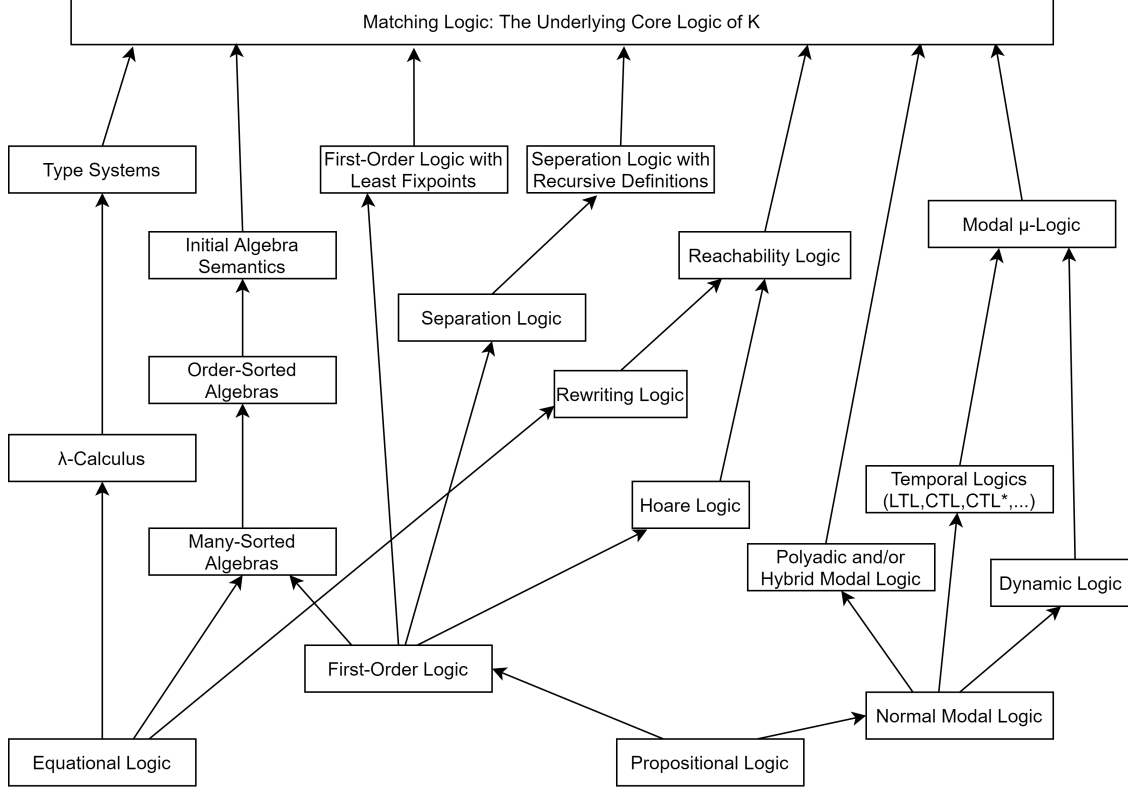 Matching Logic: The Underlying Core Logic of K
Type Systems
First-Order Logic with
Least Fixpoints
Seperation Logic with
Recursive Definitions
Modal μ-Logic
Initial Algebra
Semantics
Reachability Logic
Separation Logic
Order-Sorted
Algebras
Rewriting Logic
λ-Calculus
Temporal Logics
(LTL,CTL,CTL*,...)
Hoare Logic
Many-Sorted
Algebras
Polyadic and/or
Hybrid Modal Logic
Dynamic Logic
First-Order Logic
Normal Modal Logic
Equational Logic
Propositional Logic